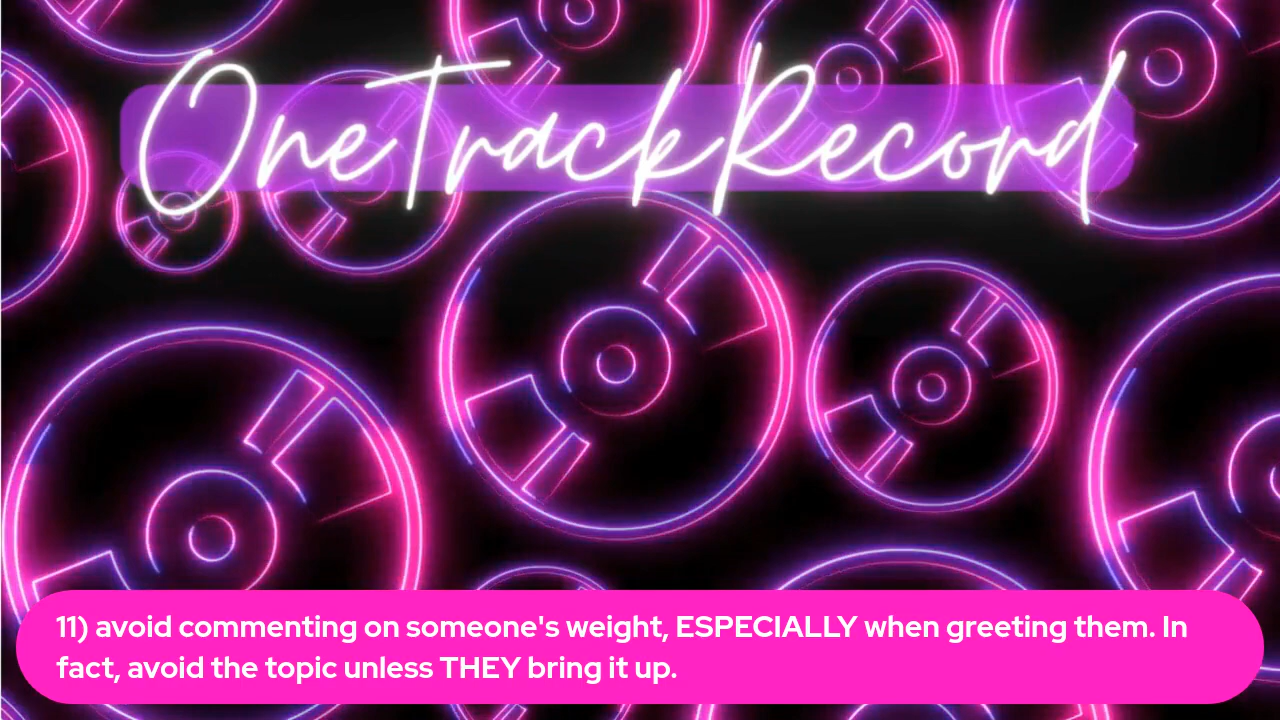 OneTrackRecord
11) avoid commenting on someone's weight, ESPECIALLY when greeting them. In
fact, avoid the topic unless THEY bring it up.